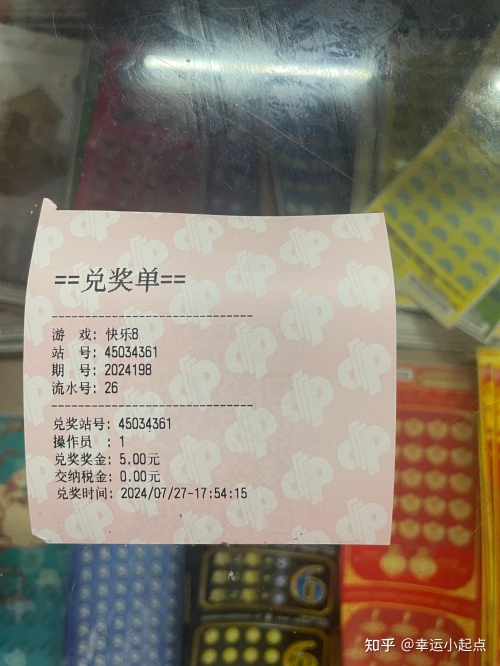 ==兑奖单==
游 戏: 快乐8
站 号: 45034361
期 号: 2024198
流水号: 26
兑奖站号: 45034361
操作员 : 1
兑奖奖金: 5.00元
交纳税金: 0.00元
兑奖时间: 2024/07/27-17:54:15
6
知乎 @幸运小起点